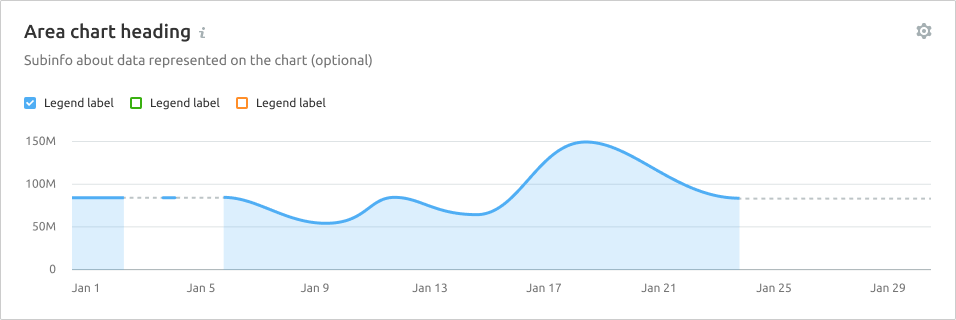 Area chart heading i
Subinfo about data represented on the chart (optional)
Legend label Legend label Legend label
150M
100M
50M
0
Jan 1 Jan 5 Jan 9 Jan 13 Jan 17 Jan 21 Jan 25 Jan 29